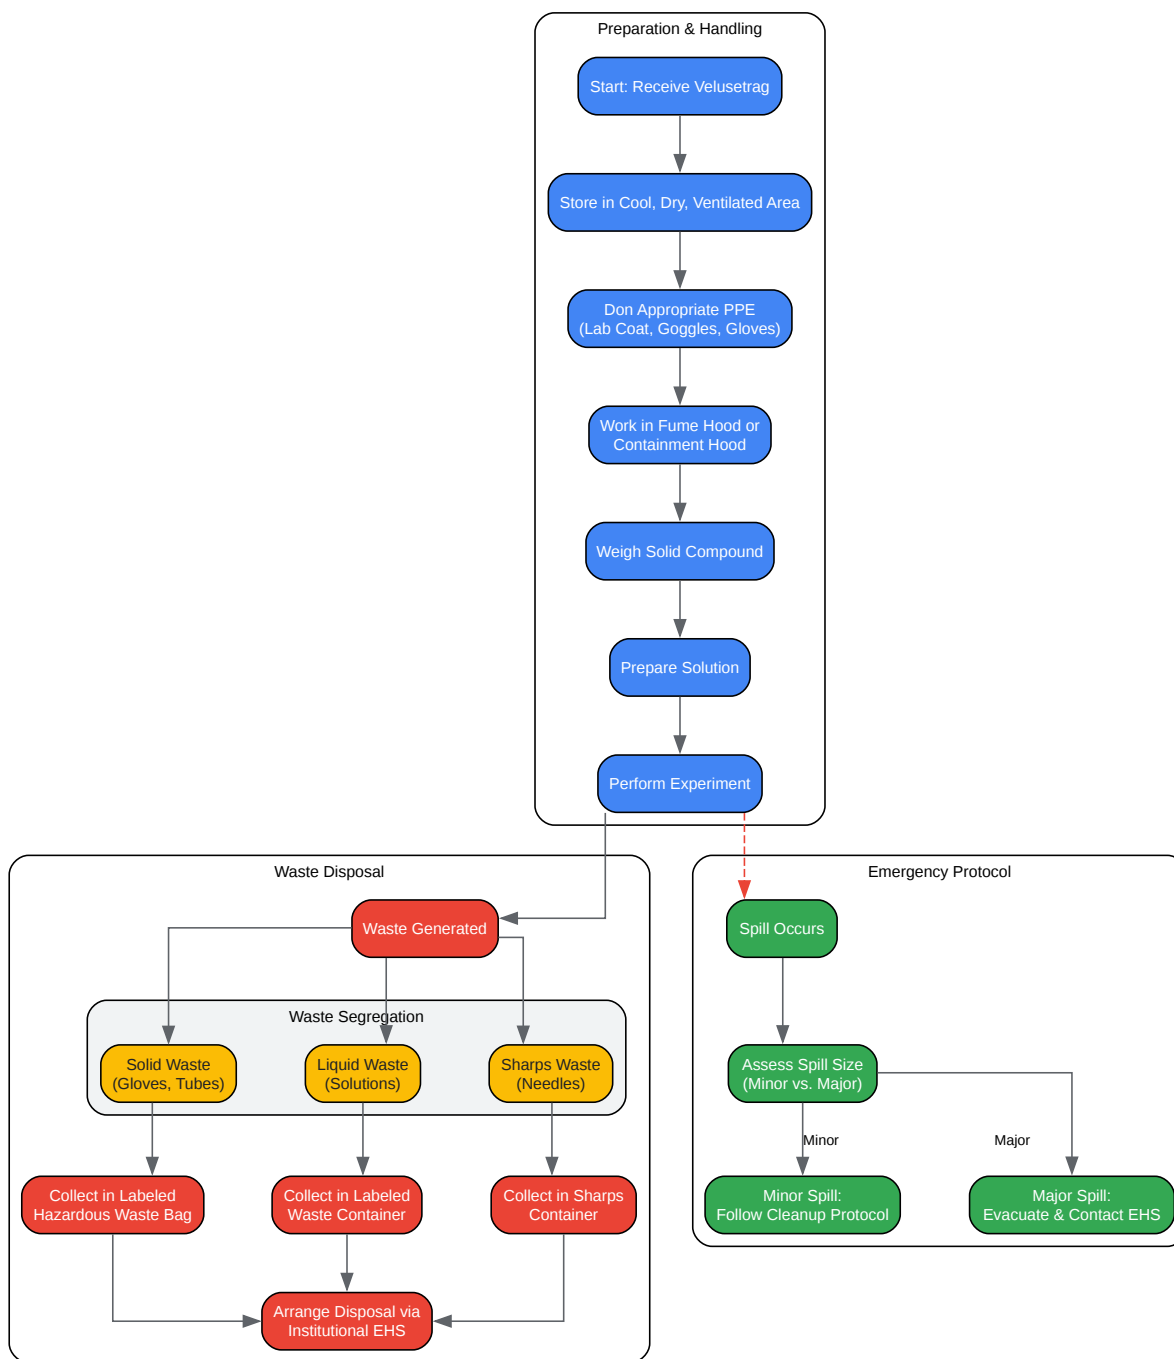 Preparation & Handling
Start: Receive Velusetrag
Store in Cool, Dry, Ventilated Area
Don Appropriate PPE
(Lab Coat, Goggles, Gloves)
Work in Fume Hood or
Containment Hood
Weigh Solid Compound
Prepare Solution
Perform Experiment
Waste Disposal
Waste Generated
Waste Segregation
Solid Waste
(Gloves, Tubes)
Liquid Waste
(Solutions)
Sharps Waste
(Needles)
Collect in Labeled
Hazardous Waste Bag
Collect in Labeled
Waste Container
Collect in Sharps
Container
Arrange Disposal via
Institutional EHS
Emergency Protocol
Spill Occurs
Assess Spill Size
(Minor vs. Major)
Minor
Major
Minor Spill:
Follow Cleanup Protocol
Major Spill:
Evacuate & Contact EHS